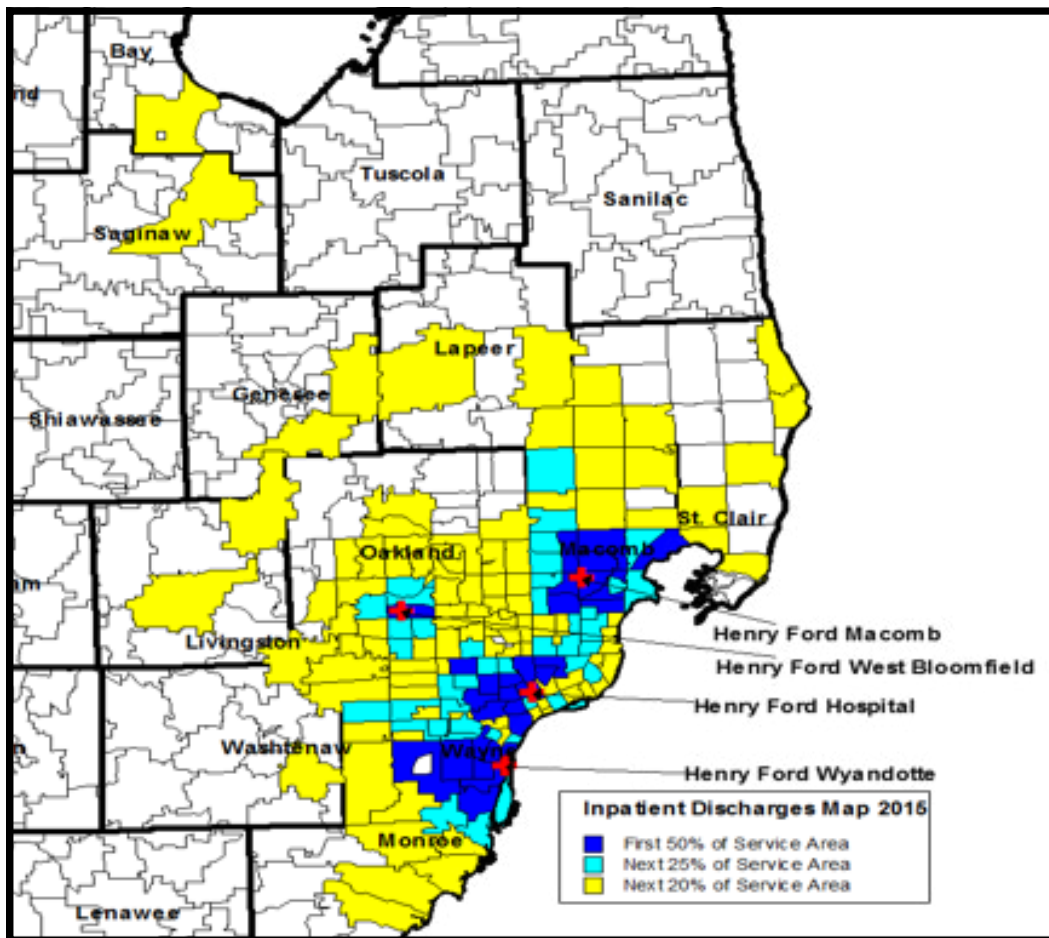 Bay
nd
Tuscola
Sanilac
Saginaw
Lapeer
Genesee
Shiawassee
St. Clair
Oakland
Macomb
am
Livingston
Henry Ford Macomb
Henry Ford West Bloomfield
Henry Ford Hospital
n
Washtenaw
Wayne
Henry Ford Wyandotte
Inpatient Discharges Map 2015
First 50% of Service Area
Next 25% of Service Area
Next 20% of Service Area
Monroe
Lenawee